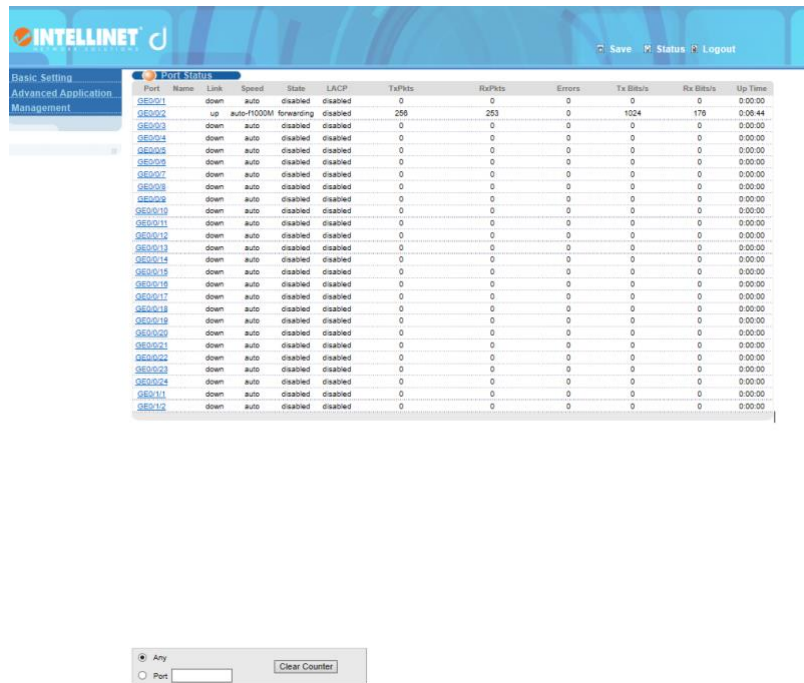 INTELLINET
NETWORK SOLUTIONS
Save Status Logout
Basic Setting
Advanced Application
Management
Port Status
Port Name Link Speed State LACP TxPkts RxPkts Errors Tx Bits/s Rx Bits/s Up Time
GE0/0/1 down auto disabled disabled 0 0 0 0 0 0:00:00
GE0/0/2 up auto-f1000M forwarding disabled 256 253 0 1024 176 0:06:44
GE0/0/3 down auto disabled disabled 0 0 0 0 0 0:00:00
GE0/0/4 down auto disabled disabled 0 0 0 0 0 0:00:00
GE0/0/5 down auto disabled disabled 0 0 0 0 0 0:00:00
GE0/0/6 down auto disabled disabled 0 0 0 0 0 0:00:00
GE0/0/7 down auto disabled disabled 0 0 0 0 0 0:00:00
GE0/0/8 down auto disabled disabled 0 0 0 0 0 0:00:00
GE0/0/9 down auto disabled disabled 0 0 0 0 0 0:00:00
GE0/0/10 down auto disabled disabled 0 0 0 0 0 0:00:00
GE0/0/11 down auto disabled disabled 0 0 0 0 0 0:00:00
GE0/0/12 down auto disabled disabled 0 0 0 0 0 0:00:00
GE0/0/13 down auto disabled disabled 0 0 0 0 0 0:00:00
GE0/0/14 down auto disabled disabled 0 0 0 0 0 0:00:00
GE0/0/15 down auto disabled disabled 0 0 0 0 0 0:00:00
GE0/0/16 down auto disabled disabled 0 0 0 0 0 0:00:00
GE0/0/17 down auto disabled disabled 0 0 0 0 0 0:00:00
GE0/0/18 down auto disabled disabled 0 0 0 0 0 0:00:00
GE0/0/19 down auto disabled disabled 0 0 0 0 0 0:00:00
GE0/0/20 down auto disabled disabled 0 0 0 0 0 0:00:00
GE0/0/21 down auto disabled disabled 0 0 0 0 0 0:00:00
GE0/0/22 down auto disabled disabled 0 0 0 0 0 0:00:00
GE0/0/23 down auto disabled disabled 0 0 0 0 0 0:00:00
GE0/0/24 down auto disabled disabled 0 0 0 0 0 0:00:00
GE0/1/1 down auto disabled disabled 0 0 0 0 0 0:00:00
GE0/1/2 down auto disabled disabled 0 0 0 0 0 0:00:00
Any
Port
Clear Counter